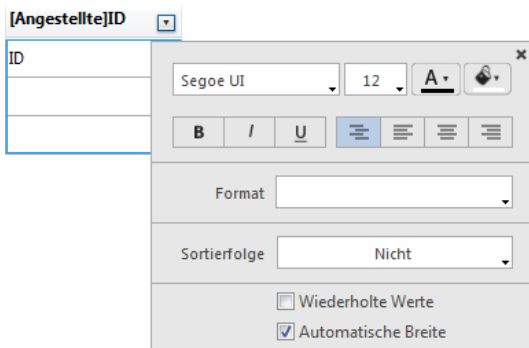 [Angestellte]ID
ID
Segoe UI 12 A
B I U
Format
Sortierfolge Nicht
Wiederholte Werte
Automatische Breite